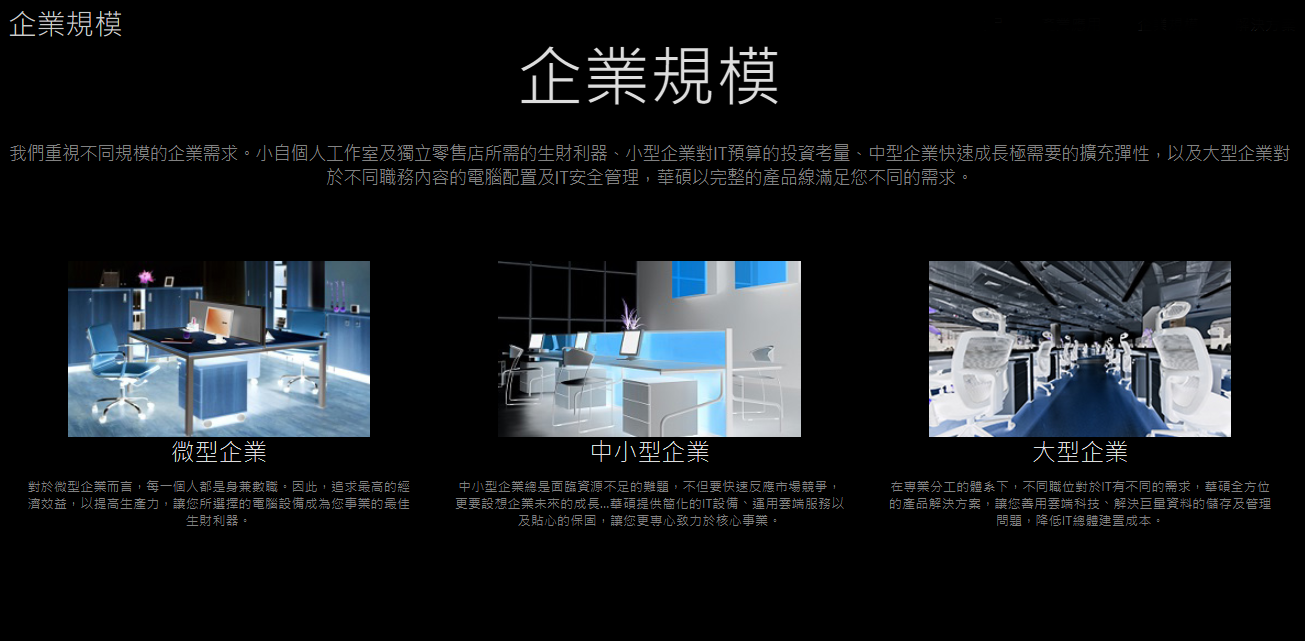 企業規模
企業規模
我們重視不同規模的企業需求。小自個人工作室及獨立零售店所需的生財利器、小型企業對IT預算的投資考量、中型企業快速成長極需要的擴充彈性，以及大型企業對
於不同職務內容的電腦配置及IT安全管理，華碩以完整的產品線滿足您不同的需求。
微型企業
中小型企業
大型企業
對於微型企業而言，每一個人都是身兼數職。因此，追求最高的經
濟效益，以提高生產力，讓您所選擇的電腦設備成為您事業的最佳
生財利器。
中小型企業總是面臨資源不足的難題，不但要快速反應市場競爭，
更要設想企業未來的成長...華碩提供簡化的IT設備、運用雲端服務以
及貼心的保固，讓您更專心致力於核心事業。
在專業分工的體系下，不同職位對於IT有不同的需求，華碩全方位
的產品解決方案，讓您善用雲端科技、解決巨量資料的儲存及管理
問題，降低IT總體建置成本。